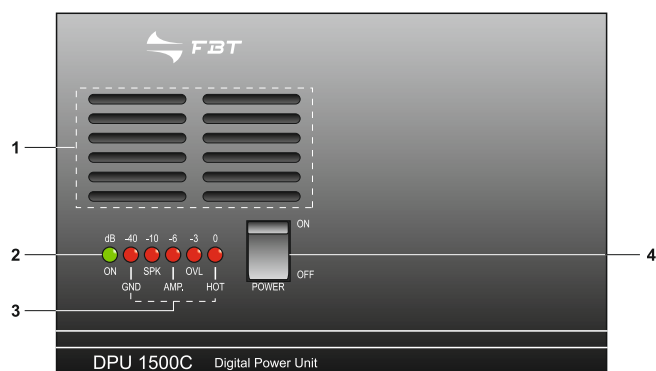 FBT
1
dB -40 -10 -6 -3 0
ON
2
4
ON SPK OVL
OFF
GND AMP. HOT POWER
3
DPU 1500C Digital Power Unit